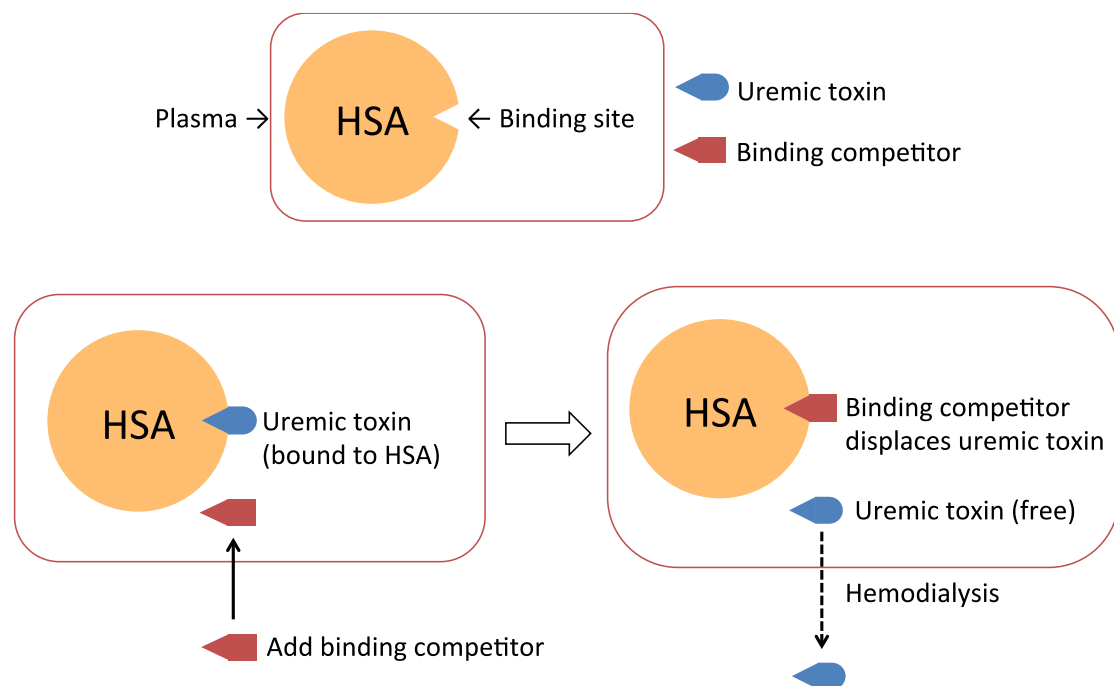 Plasma →
HSA
← Binding site
Uremic toxin
Binding competitor
HSA
Uremic toxin
(bound to HSA)
Add binding competitor
HSA
Binding competitor
displaces uremic toxin
Uremic toxin (free)
Hemodialysis